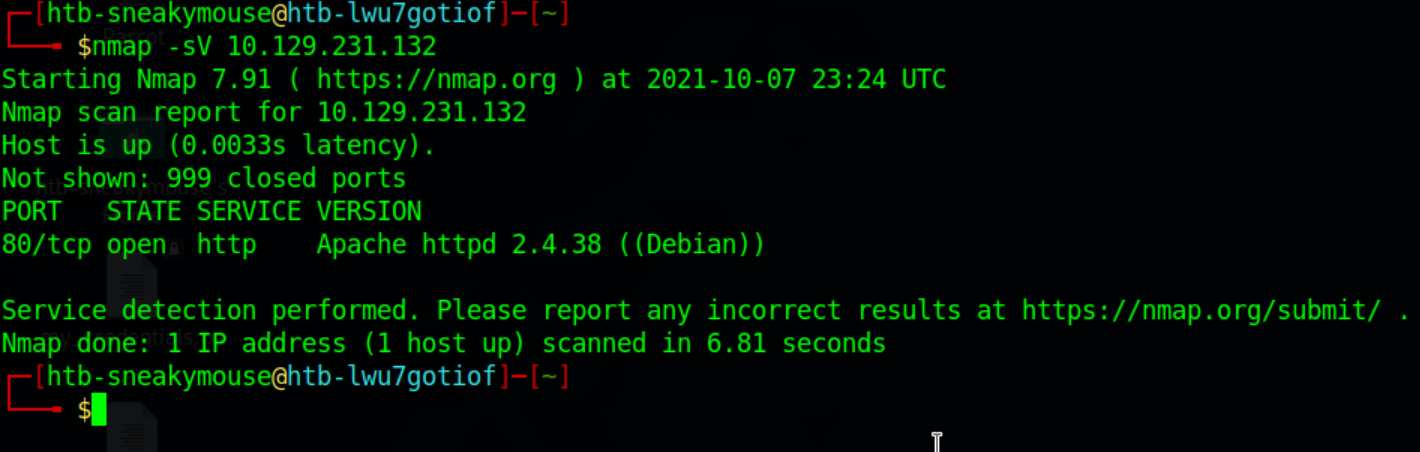 [htb-sneakymouse@htb-lwu7gotiof]─[~]
$nmap -sV 10.129.231.132
Starting Nmap 7.91 ( https://nmap.org ) at 2021-10-07 23:24 UTC
Nmap scan report for 10.129.231.132
Host is up (0.0033s latency).
Not shown: 999 closed ports
PORT   STATE SERVICE VERSION
80/tcp open  http    Apache httpd 2.4.38 ((Debian))
Service detection performed. Please report any incorrect results at https://nmap.org/submit/ .
Nmap done: 1 IP address (1 host up) scanned in 6.81 seconds
[htb-sneakymouse@htb-lwu7gotiof]─[~]
$